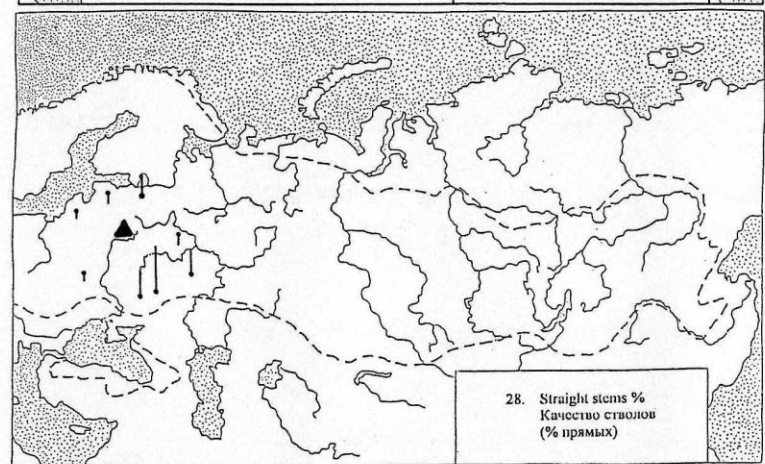 28. Straight stems %
Качество стволов
(% прямых)